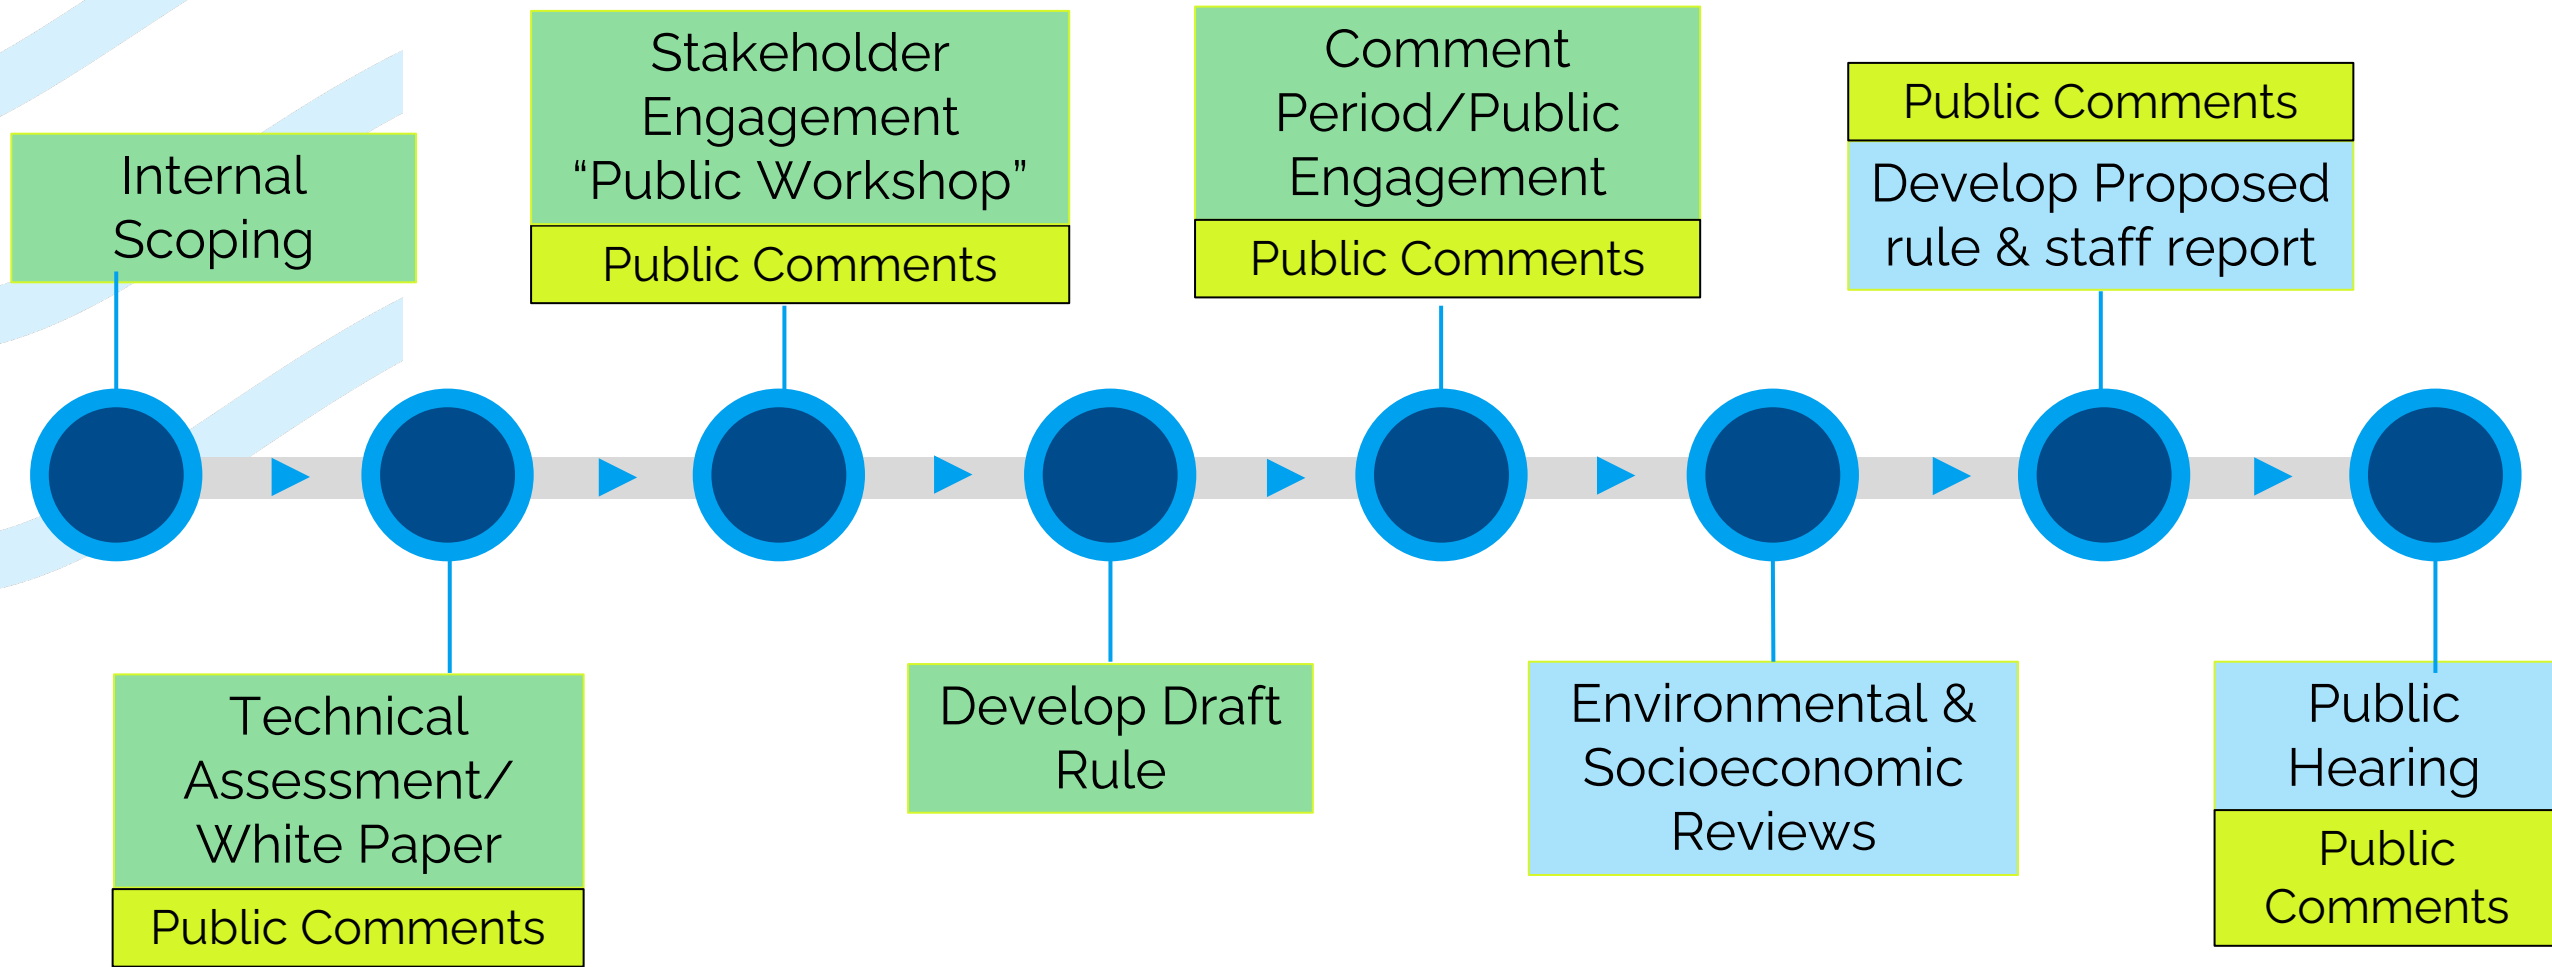 Internal
Scoping
Technical
Assessment/
White Paper
Public Comments
Stakeholder
Engagement
“Public Workshop”
Public Comments
Develop Draft
Rule
Comment
Period/Public
Engagement
Public Comments
Environmental &
Socioeconomic
Reviews
Public Comments
Develop Proposed
rule & staff report
Public
Hearing
Public
Comments